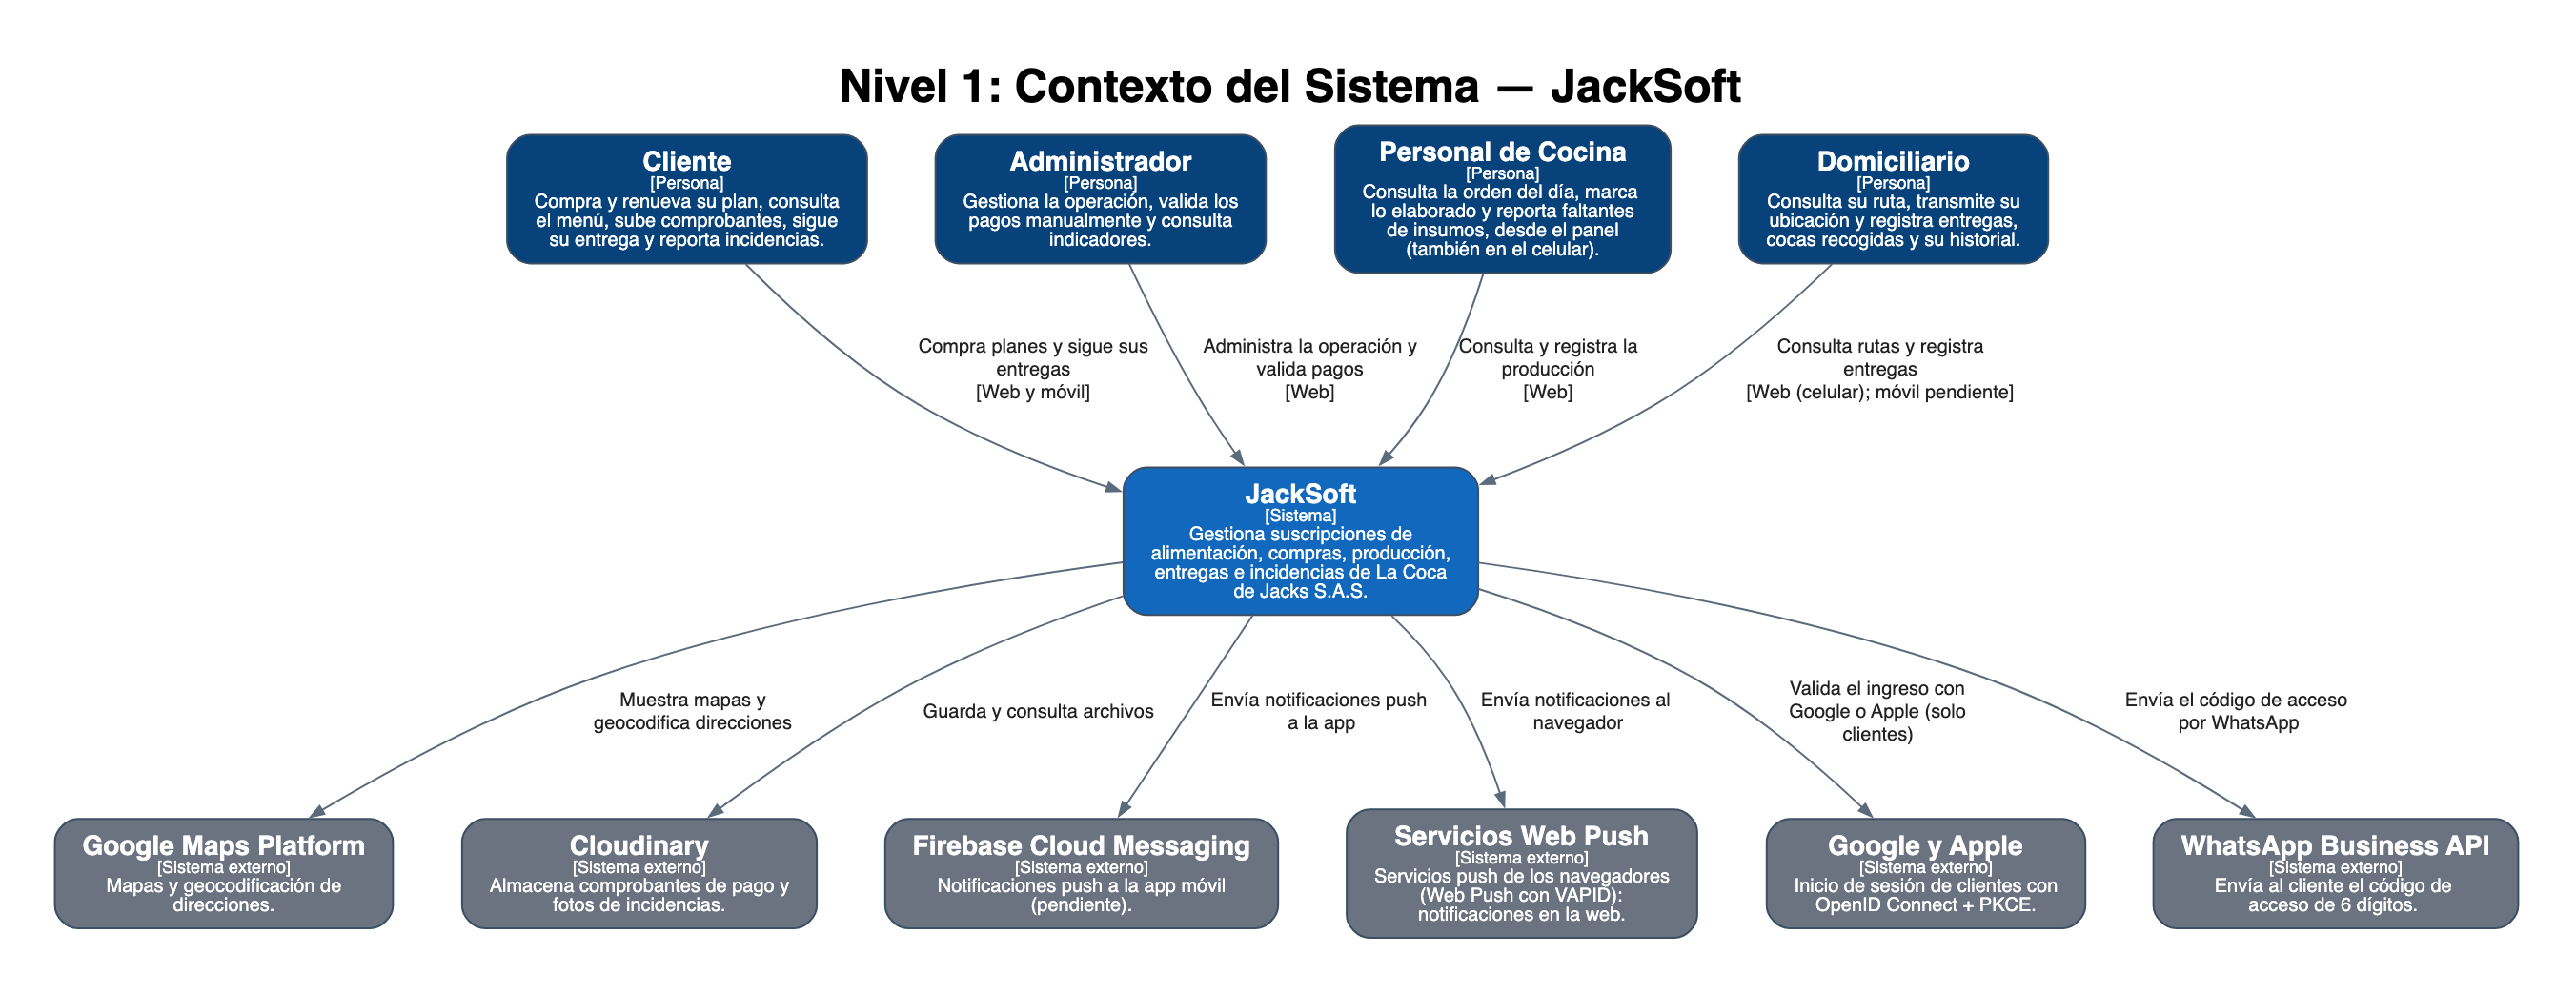 Nivel 1: Contexto del Sistema — JackSoft
Cliente
[Persona]
Compra y renueva su plan, consulta
el menú, sube comprobantes, sigue
su entrega y reporta incidencias.
Administrador
[Persona]
Gestiona la operación, valida los
pagos manualmente y consulta
indicadores.
Personal de Cocina
[Persona]
Consulta la orden del día, marca
lo elaborado y reporta faltantes
de insumos, desde el panel
(también en el celular).
Domiciliario
[Persona]
Consulta su ruta, transmite su
ubicación y registra entregas,
cocas recogidas y su historial.
Compra planes y sigue sus
entregas
[Web y móvil]
Administra la operación y
valida pagos
[Web]
Consulta y registra la
producción
[Web]
Consulta rutas y registra
entregas
[Web (celular); móvil pendiente]
JackSoft
[Sistema]
Gestiona suscripciones de
alimentación, compras, producción,
entregas e incidencias de La Coca
de Jacks S.A.S.
Muestra mapas y
geocodifica direcciones
Guarda y consulta archivos
Envía notificaciones push
a la app
Envía notificaciones al
navegador
Valida el ingreso con
Google o Apple (solo
clientes)
Envía el código de acceso
por WhatsApp
Google Maps Platform
[Sistema externo]
Mapas y geocodificación de
direcciones.
Cloudinary
[Sistema externo]
Almacena comprobantes de pago y
fotos de incidencias.
Firebase Cloud Messaging
[Sistema externo]
Notificaciones push a la app móvil
(pendiente).
Servicios Web Push
[Sistema externo]
Servicios push de los navegadores
(Web Push con VAPID):
notificaciones en la web.
Google y Apple
[Sistema externo]
Inicio de sesión de clientes con
OpenID Connect + PKCE.
WhatsApp Business API
[Sistema externo]
Envía al cliente el código de
acceso de 6 dígitos.